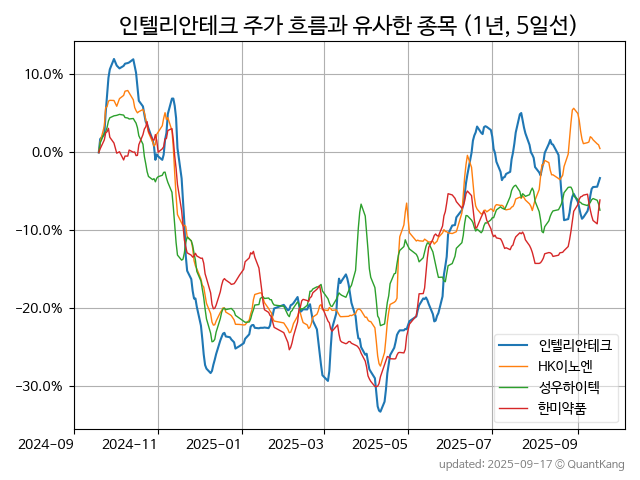 인텔리안테크 주가 흐름과 유사한 종목 (1년, 5일선)
10.0%
0.0%
-10.0%
-20.0%
-30.0%
인텔리안테크
HK이노엔
성우하이텍
한미약품
2024-09
2024-11
2025-01
2025-03
2025-05
2025-07
2025-09
updated: 2025-09-17 © QuantKang